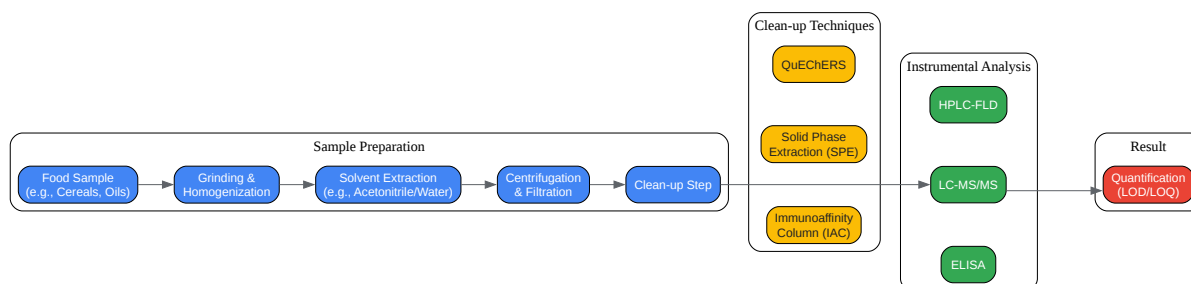 Sample Preparation
Food Sample
(e.g., Cereals, Oils)
Grinding &
Homogenization
Solvent Extraction
(e.g., Acetonitrile/Water)
Centrifugation
& Filtration
Clean-up Step
Clean-up Techniques
QuEChERS
Solid Phase
Extraction (SPE)
Immunoaffinity
Column (IAC)
Instrumental Analysis
HPLC-FLD
LC-MS/MS
ELISA
Result
Quantification
(LOD/LOQ)